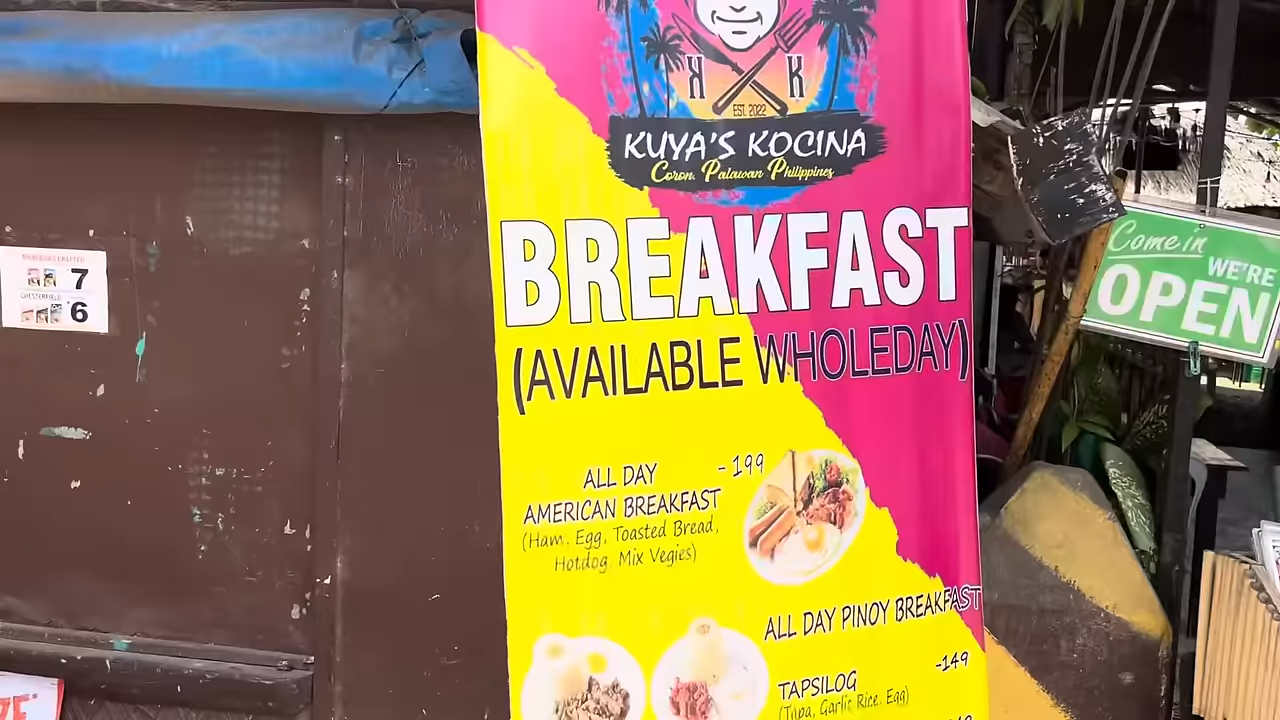 K K
EST. 2022
KUYA'S KOCINA
Coron, Palawan Philippines
BREAKFAST
(AVAILABLE WHOLEDAY)
ALL DAY - 199
AMERICAN BREAKFAST
(Ham, Egg, Toasted Bread,
Hotdog, Mix Vegies)
ALL DAY PINOY BREAKFAST
-149
TAPSILOG
(Tapa, Garlic Rice, Egg)
Come in
WE'RE
OPEN
7
CHESTERFIELD
6